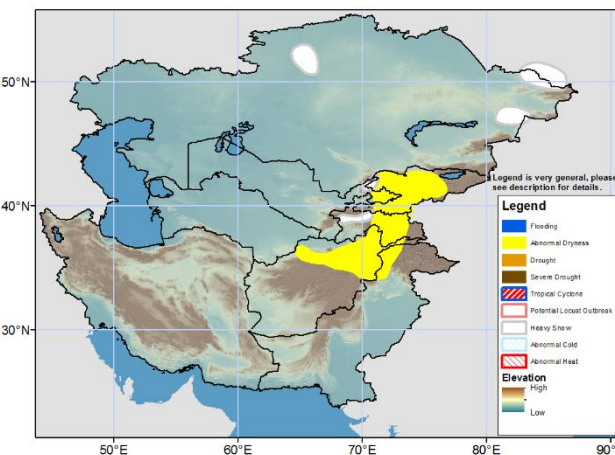 50°N
40°N
30°N
50°E
60°E
70°E
80°E
90°
Legend is very general, please
see description for details.
Legend
Flooding
Abnormal Dryness
Drought
Severe Drought
Tropical Cyclone
Potential Locust Outbreak
Heavy Snow
Abnormal Cold
Abnormal Heat
Elevation
High
Low